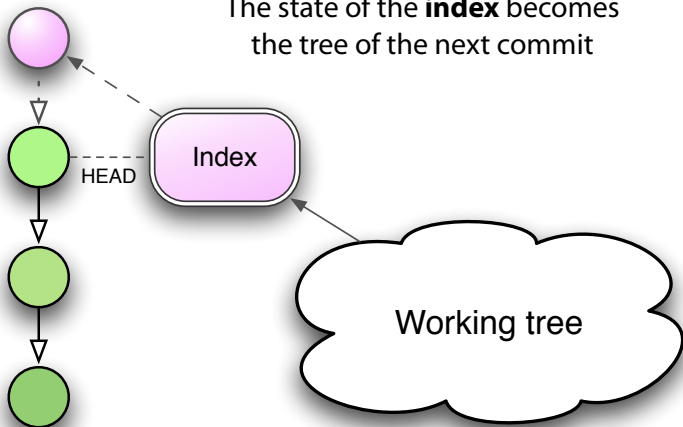 The state of the index becomes
the tree of the next commit
Index
HEAD
Working tree